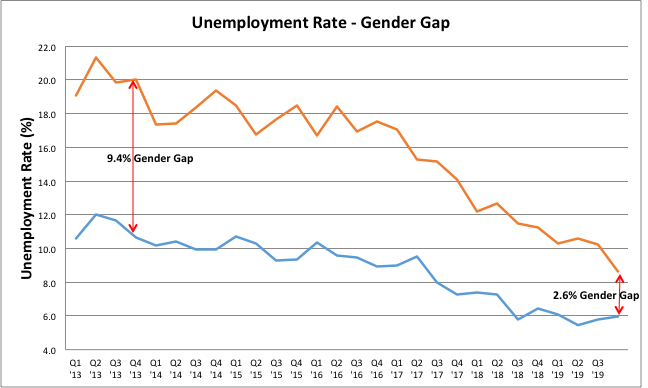 Unemployment Rate - Gender Gap
Unemployment Rate (%)
22.0
20.0
18.0
16.0
14.0
12.0
10.0
8.0
6.0
4.0
9.4% Gender Gap
2.6% Gender Gap
Q1 Q2 Q3 Q4 Q1 Q2 Q3 Q4 Q1 Q2 Q3 Q4 Q1 Q2 Q3 Q4 Q1 Q2 Q3 Q4 Q1 Q2 Q3 Q4 Q1 Q2 Q3
'13 '13 '13 '13 '14 '14 '14 '14 '15 '15 '15 '15 '16 '16 '16 '16 '17 '17 '17 '17 '18 '18 '18 '18 '19 '19 '19